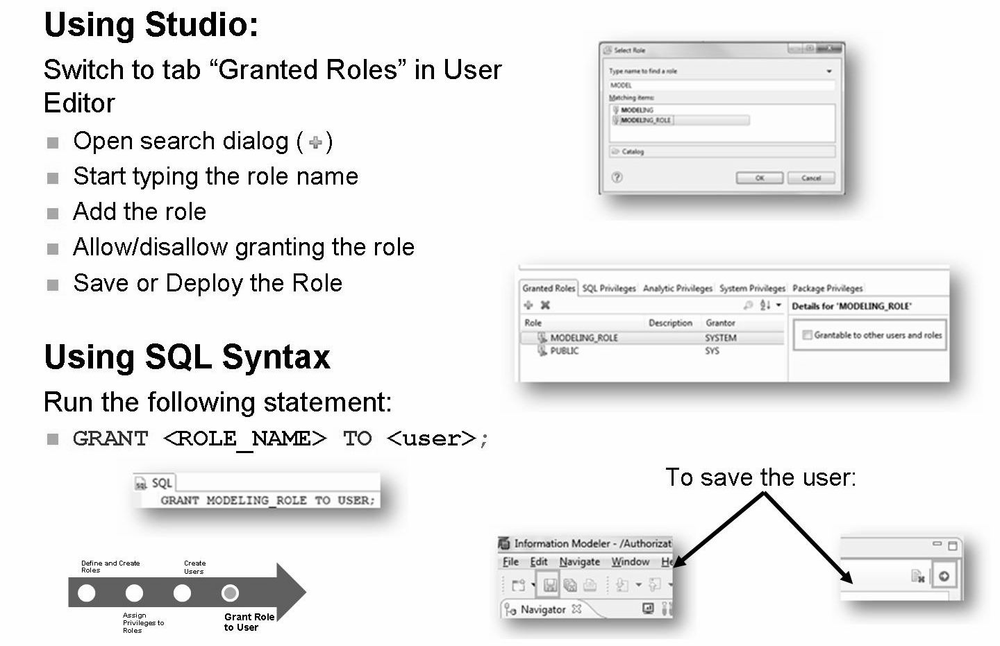 Using Studio:
Switch to tab “Granted Roles” in User
Editor
Open search dialog ( )
Start typing the role name
Add the role
Allow/disallow granting the role
Save or Deploy the Role
Using SQL Syntax
Run the following statement:
GRANT <ROLE_NAME> TO <user>;
SQL
GRANT MODELING_ROLE TO USER;
Define and Create
Roles
Create
Users
Assign
Privileges to
Roles
Grant Role
to User
Select Role
Type name to find a role
MODEL
Matching items:
MODELING
MODELING_ROLE
Catalog
OK Cancel
Granted Roles SQL Privileges Analytic Privileges System Privileges Package Privileges
Details for 'MODELING_ROLE'
Role Description Grantor
MODELING_ROLE SYSTEM
PUBLIC SYS
Grantable to other users and roles
To save the user:
Information Modeler - /Authorizat
File Edit Navigate Window He
Navigator